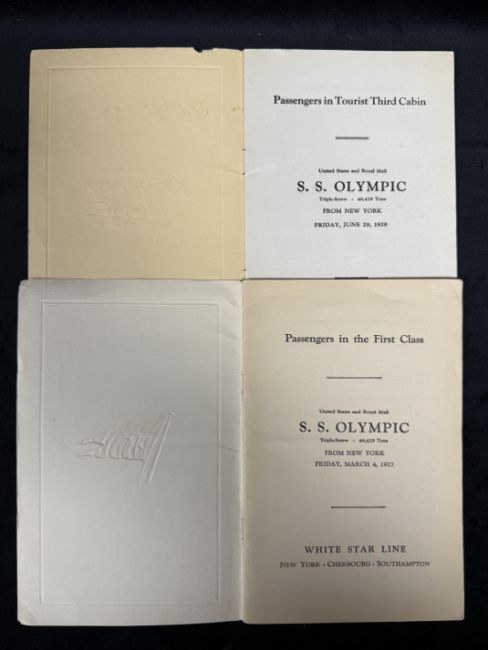 Passengers in Tourist Third Cabin
United States and Royal Mail
S. S. OLYMPIC
Triple-Screw - 46,439 Tons
FROM NEW YORK
FRIDAY, JUNE 29, 1928
Passengers in the First Class
United States and Royal Mail
S. S. OLYMPIC
Triple-Screw - 46,439 Tons
FROM NEW YORK
FRIDAY, MARCH 4, 1927
WHITE STAR LINE
NEW YORK - CHERBOURG - SOUTHAMPTON